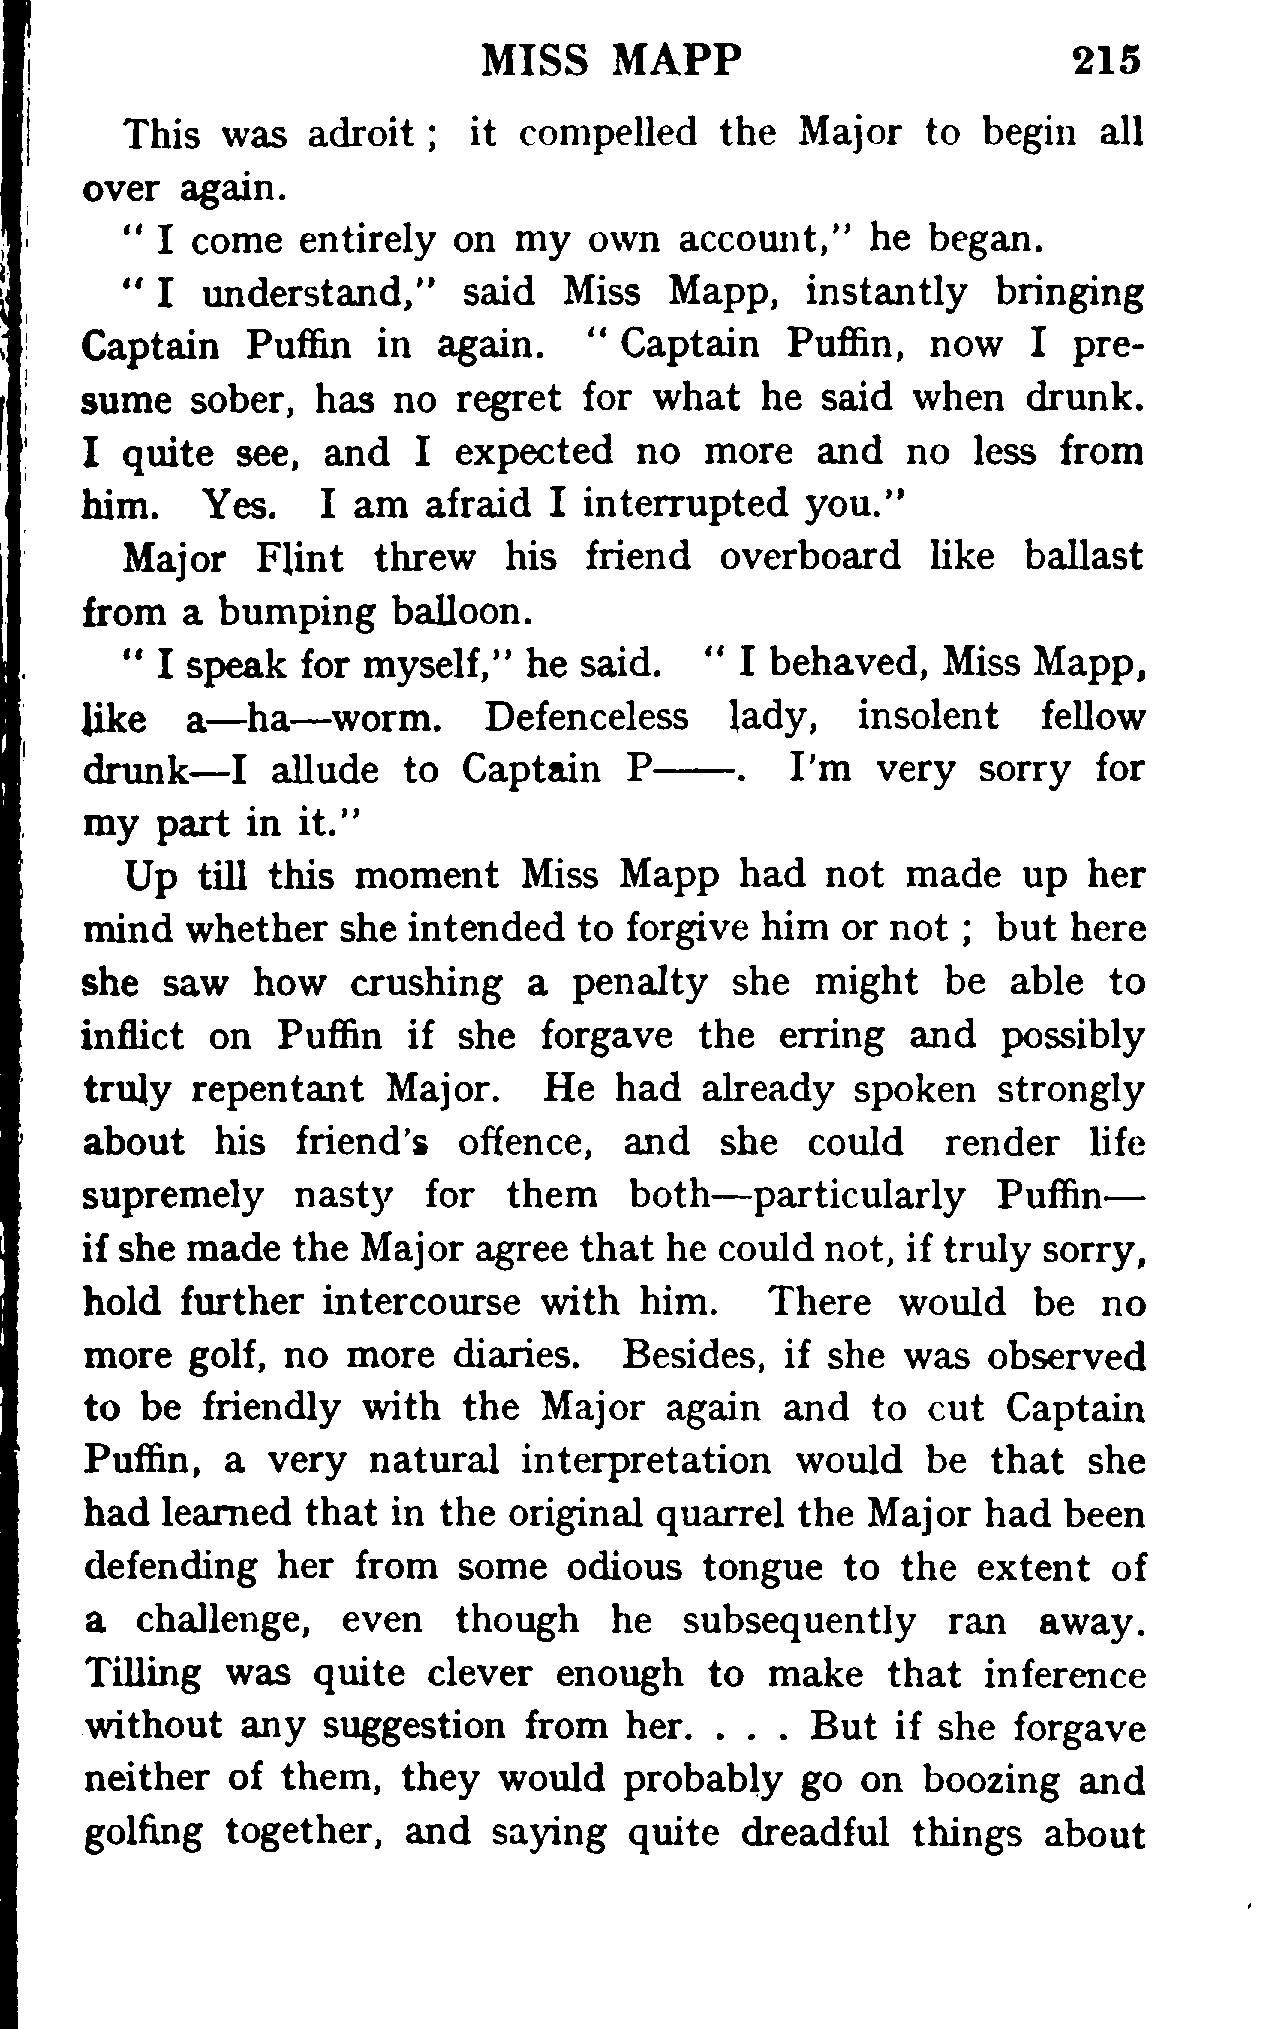 MISS MAPP 215
This was adroit ; it compelled the Major to begin all
over again.
" I come entirely on my own account," he began.
" I understand," said Miss Mapp, instantly bringing
Captain Puffin in again. " Captain Puffin, now I pre-
sume sober, has no regret for what he said when drunk.
I quite see, and I expected no more and no less from
him. Yes. I am afraid I interrupted you."
Major Flint threw his friend overboard like ballast
from a bumping balloon.
" I speak for myself," he said. " I behaved, Miss Mapp,
like a—ha—worm. Defenceless lady, insolent fellow
drunk—I allude to Captain P——. I'm very sorry for
my part in it."
Up till this moment Miss Mapp had not made up her
mind whether she intended to forgive him or not ; but here
she saw how crushing a penalty she might be able to
inflict on Puffin if she forgave the erring and possibly
truly repentant Major. He had already spoken strongly
about his friend's offence, and she could render life
supremely nasty for them both—particularly Puffin—
if she made the Major agree that he could not, if truly sorry,
hold further intercourse with him. There would be no
more golf, no more diaries. Besides, if she was observed
to be friendly with the Major again and to cut Captain
Puffin, a very natural interpretation would be that she
had learned that in the original quarrel the Major had been
defending her from some odious tongue to the extent of
a challenge, even though he subsequently ran away.
Tilling was quite clever enough to make that inference
without any suggestion from her. . . . But if she forgave
neither of them, they would probably go on boozing and
golfing together, and saying quite dreadful things about